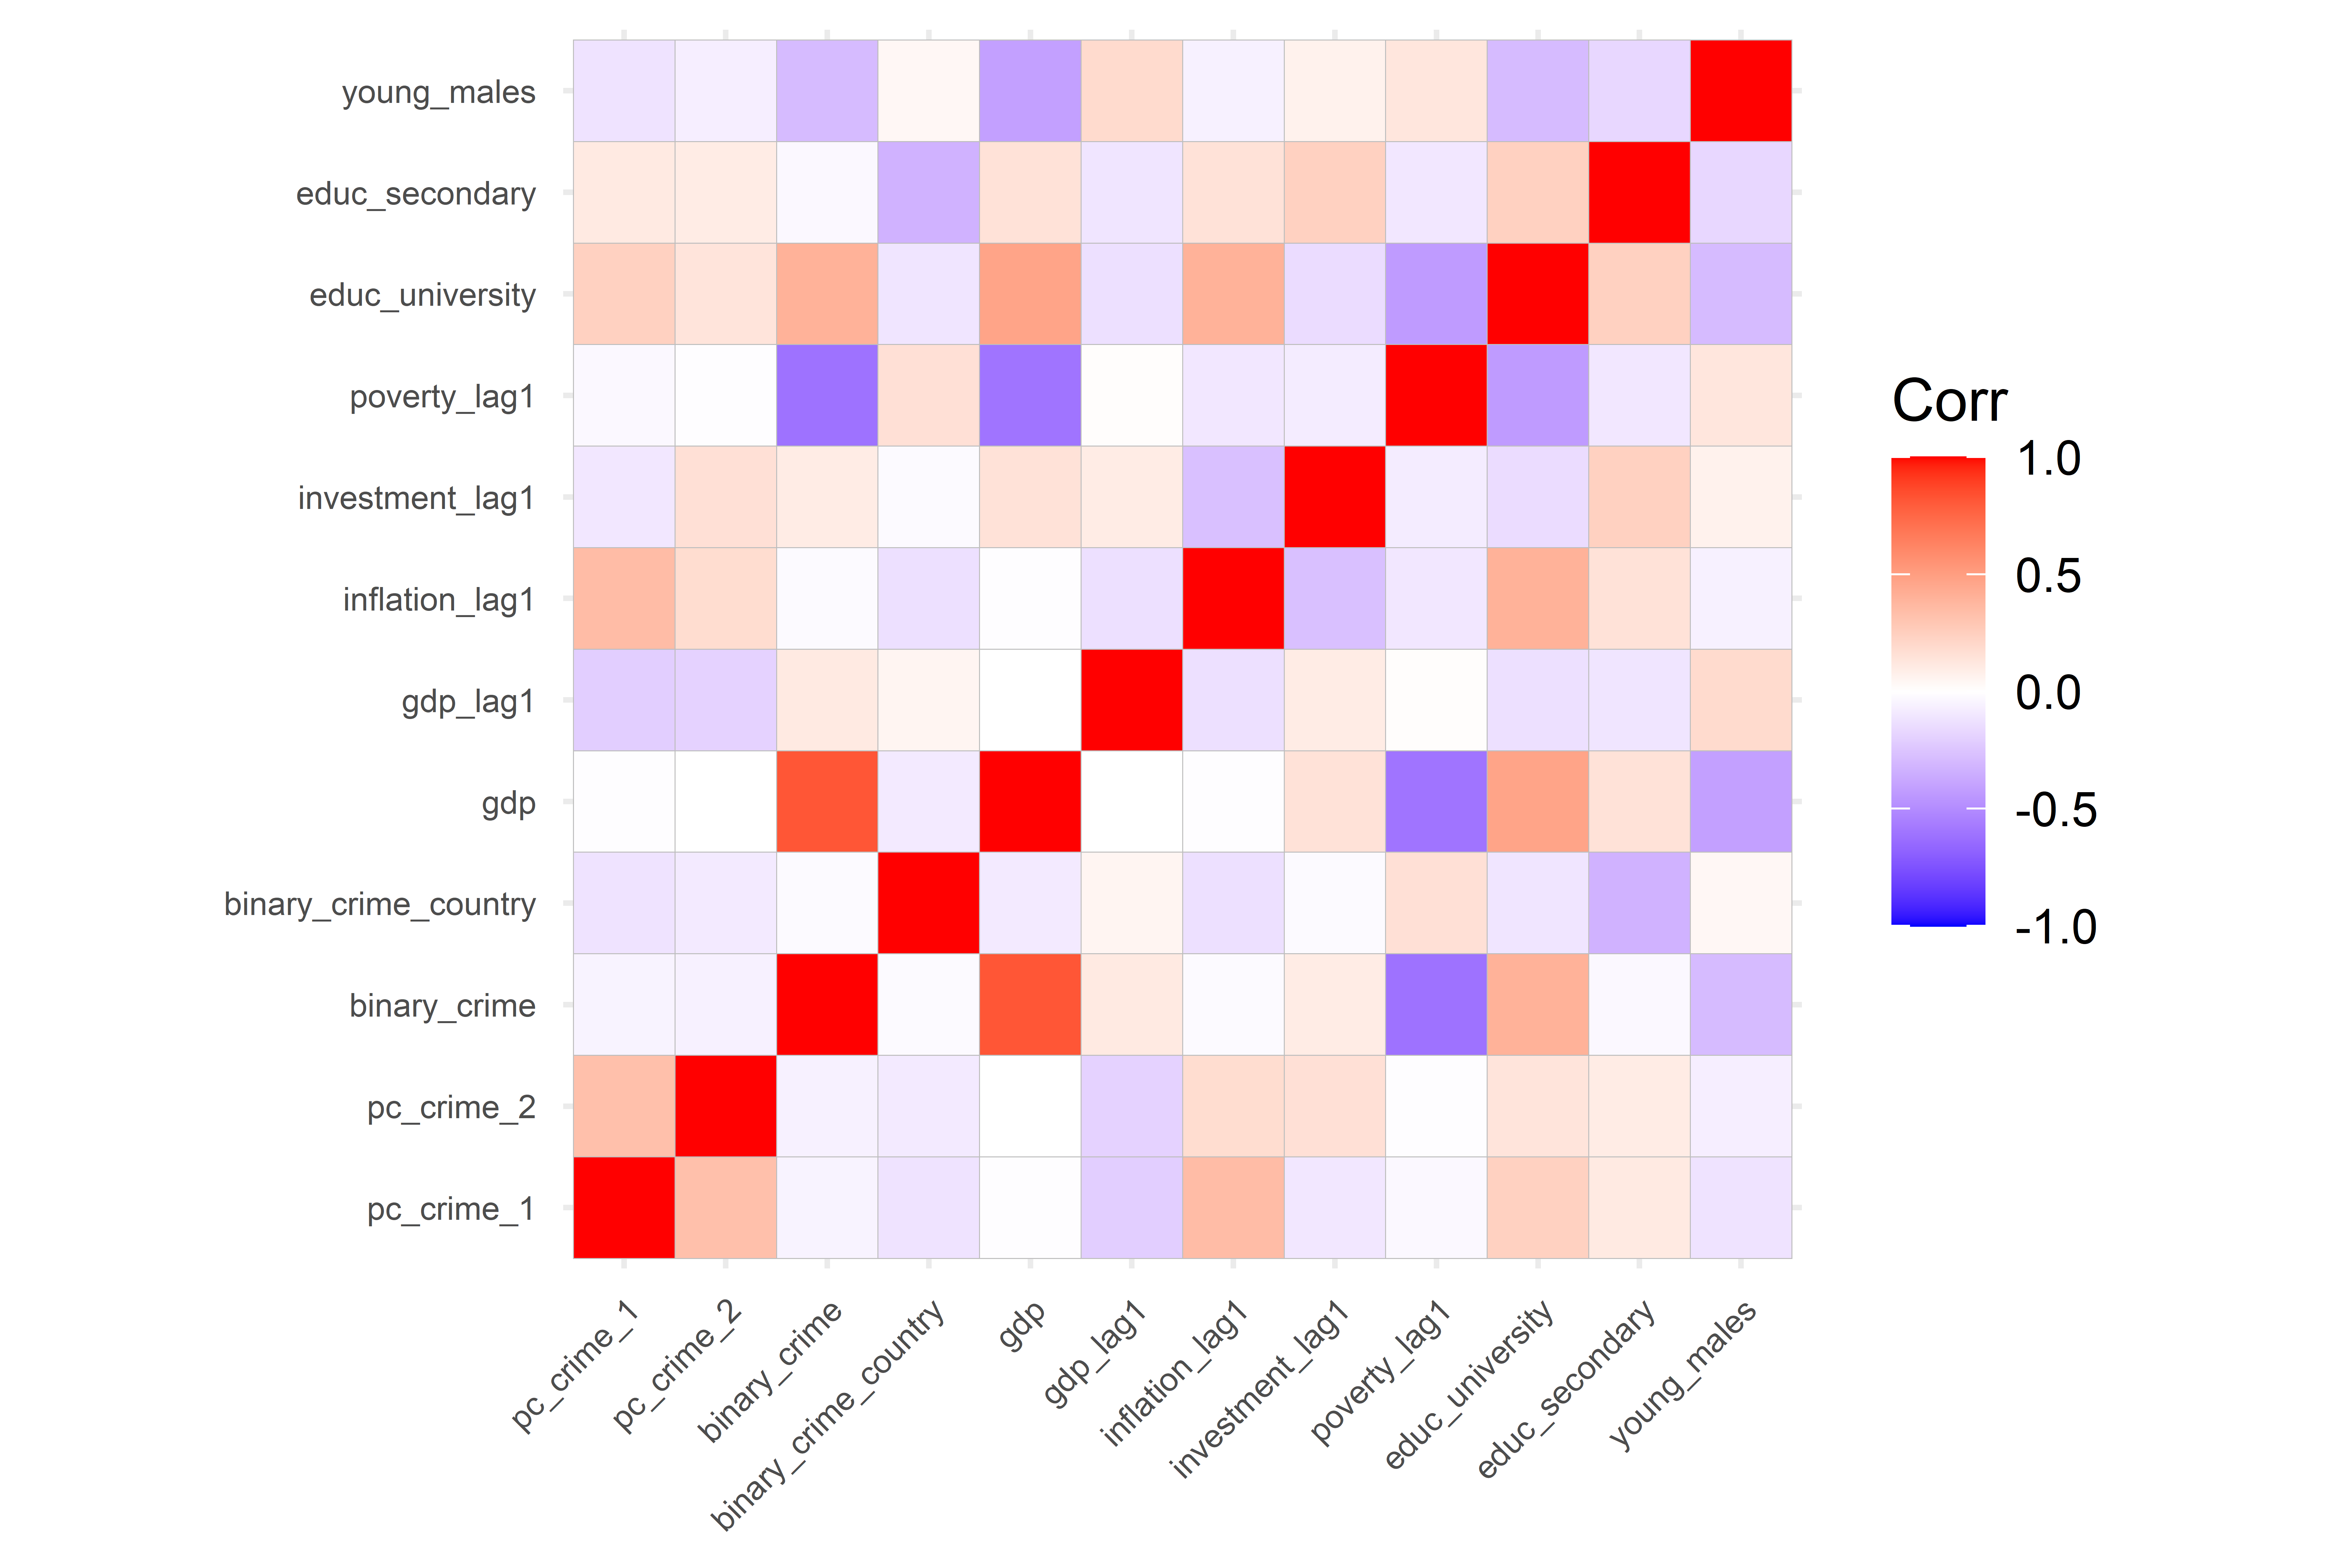 young_males
educ_secondary
educ_university
poverty_lag1
investment_lag1
inflation_lag1
gdp_lag1
gdp
binary_crime_country
binary_crime
pc_crime_2
pc_crime_1
pc_crime_1
pc_crime_2
binary_crime
binary_crime_country
gdp
gdp_lag1
inflation_lag1
investment_lag1
poverty_lag1
educ_university
educ_secondary
young_males
Corr
1.0
0.5
0.0
-0.5
-1.0